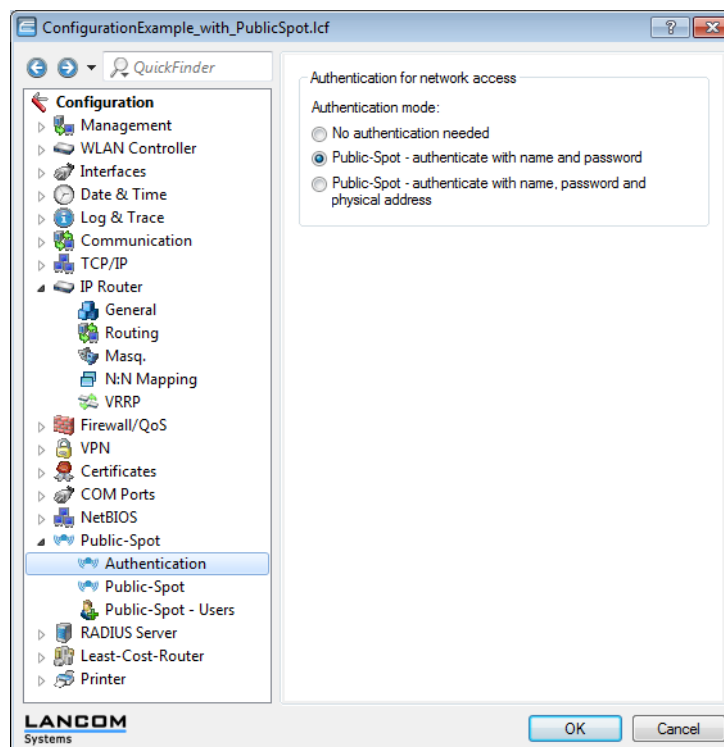 ConfigurationExample_with_PublicSpot.lcf
QuickFinder
Configuration
Management
WLAN Controller
Interfaces
Date & Time
Log & Trace
Communication
TCP/IP
IP Router
General
Routing
Masq.
N:N Mapping
VRRP
Firewall/QoS
VPN
Certificates
COM Ports
NetBIOS
Public-Spot
Authentication
Public-Spot
Public-Spot - Users
RADIUS Server
Least-Cost-Router
Printer
Authentication for network access
Authentication mode:
No authentication needed
Public-Spot - authenticate with name and password
Public-Spot - authenticate with name, password and
physical address
LANCOM
Systems
OK
Cancel